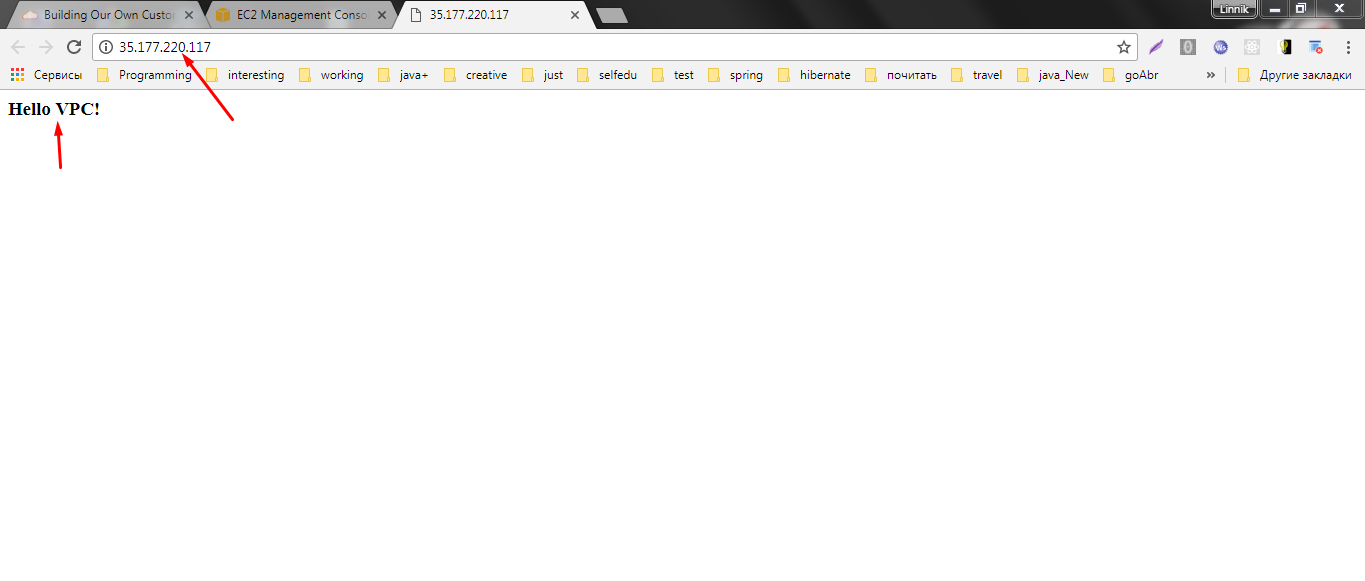 Building Our Own Custo
EC2 Management Conso
35.177.220.117
Linnik
35.177.220.117
Сервисы Programming interesting working java+ creative just selfedu test spring hibernate почитать travel java_New goAbr » Другие закладки
Hello VPC!